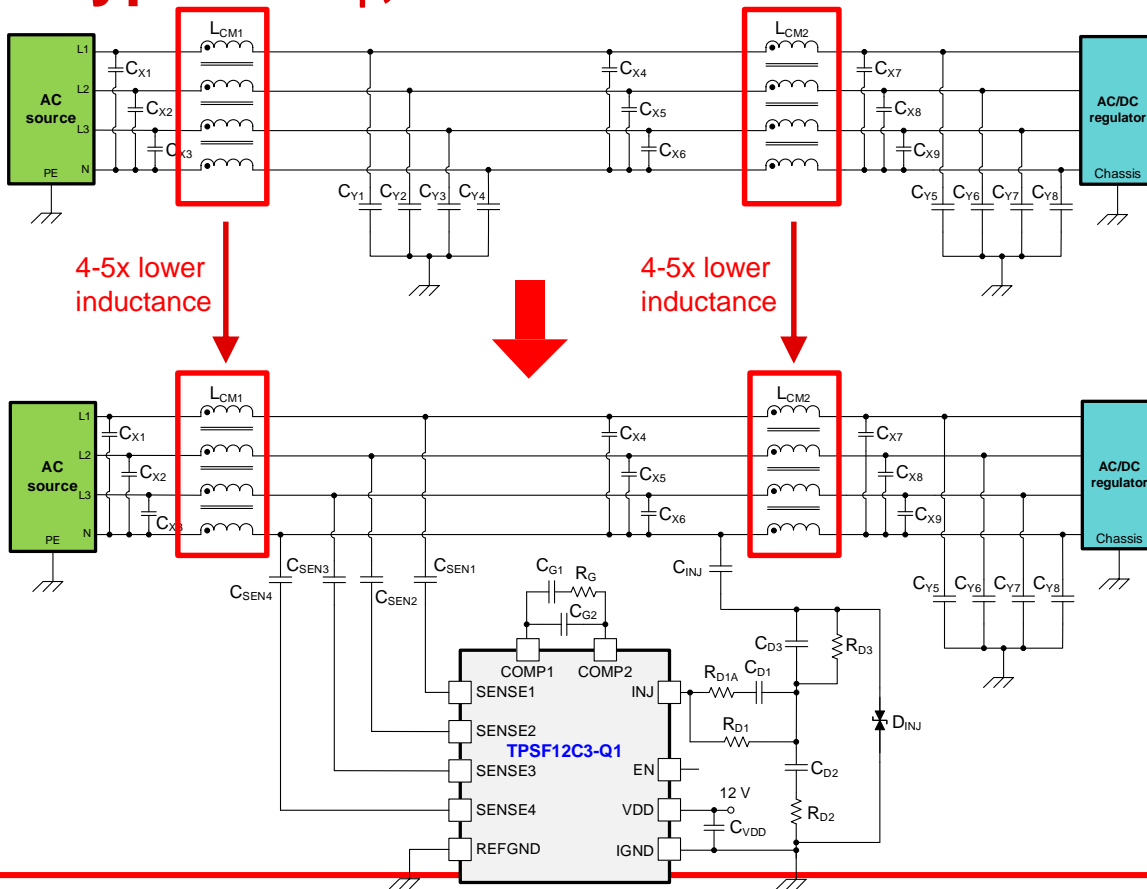 LCM1
LCM2
L1
CX1
CX4
CX7
AC
source
L2
CX2
CX5
CX8
AC/DC
regulator
L3
CX3
CX6
CX9
N
PE
Chassis
CY1
CY2
CY3
CY4
CY5
CY6
CY7
CY8
4-5x lower
inductance
4-5x lower
inductance
LCM1
LCM2
L1
CX1
CX4
CX7
AC
source
L2
CX2
CX5
CX8
AC/DC
regulator
L3
CX3
CX6
CX9
N
PE
Chassis
CSEN4
CSEN3
CSEN2
CSEN1
CG1
RG
CG2
CINJ
CY5
CY6
CY7
CY8
COMP1
COMP2
CD3
RD3
SENSE1
INJ
RD1A
CD1
SENSE2
RD1
DINJ
TPSF12C3-Q1
SENSE3
EN
CD2
SENSE4
VDD
12 V
RD2
CVDD
REFGND
IGND